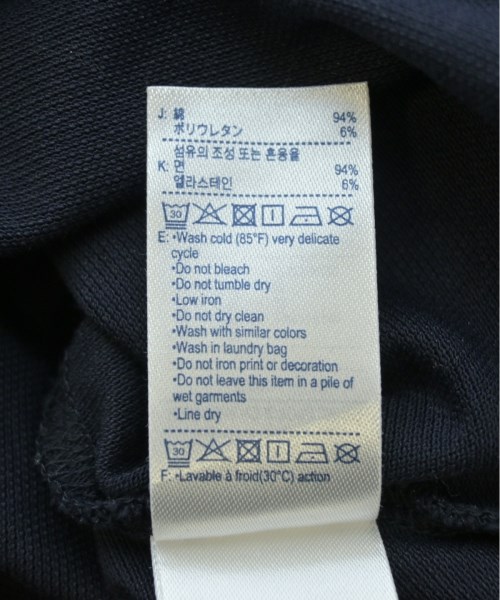 J: 綿 94%
ポリウレタン 6%
섬유의 조성 또는 혼용율
K: 면 94%
엘라스테인 6%
30
E: •Wash cold (85°F) very delicate
cycle
•Do not bleach
•Do not tumble dry
•Low iron
•Do not dry clean
•Wash with similar colors
•Wash in laundry bag
•Do not iron print or decoration
•Do not leave this item in a pile of
wet garments
•Line dry
30
F: •Lavable à froid(30°C) action